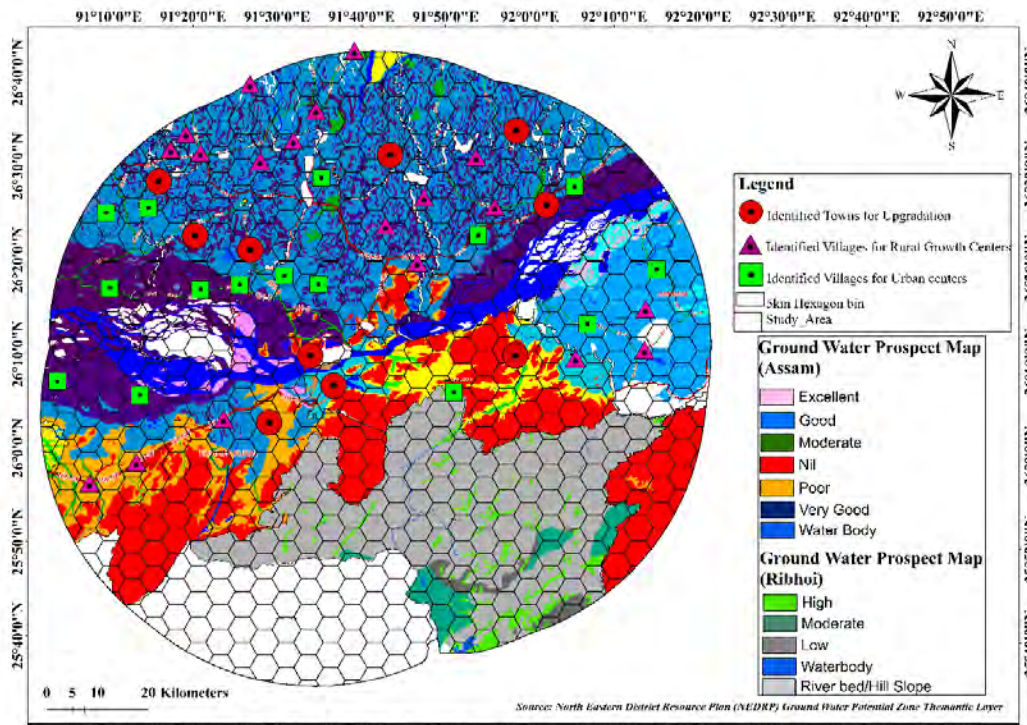 91°10'0"E 91°20'0"E 91°30'0"E 91°40'0"E 91°50'0"E 92°0'0"E 92°10'0"E 92°20'0"E 92°30'0"E 92°40'0"E 92°50'0"E
26°40'0"N
26°30'0"N
26°20'0"N
26°10'0"N
26°0'0"N
25°50'0"N
25°40'0"N
N
W E
S
Legend
Identified Towns for Upgradation
Identified Villages for Rural Growth Centers
Identified Villages for Urban centers
5km Hexagon bin
Study_Area
Ground Water Prospect Map
(Assam)
Excellent
Good
Moderate
Nil
Poor
Very Good
Water Body
Ground Water Prospect Map
(Ribhoi)
High
Moderate
Low
Waterbody
River bed/Hill Slope
0 5 10 20 Kilometers
Source: North Eastern District Resource Plan (NEDRP) Ground Water Potential Zone Themantic Layer